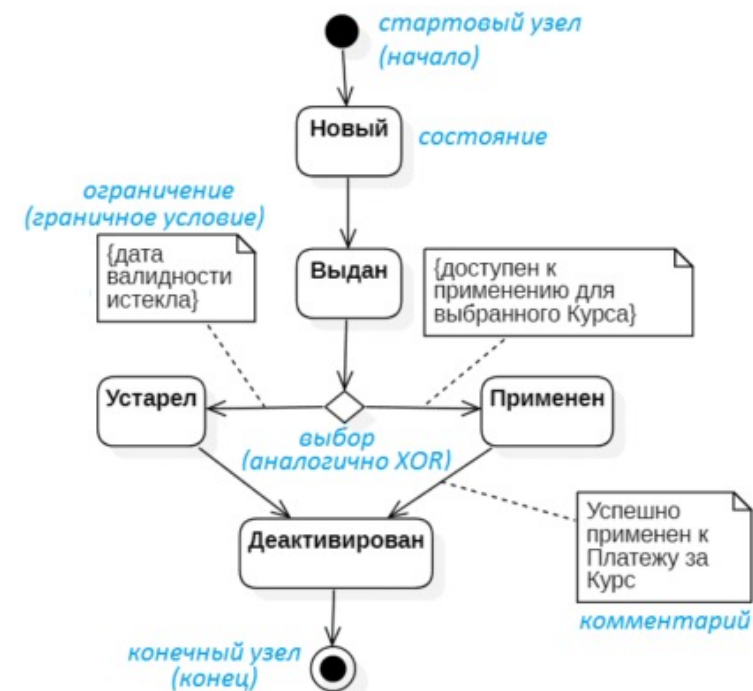 стартовый узел
(начало)
Новый
состояние
ограничение
(граничное условие)
{дата
валидности
истекла}
Выдан
{доступен к
применению для
выбранного Курса}
Устарел
Применен
выбор
(аналогично XOR)
Успешно
применен к
Платежу за
Курс
Деактивирован
комментарий
конечный узел
(конец)